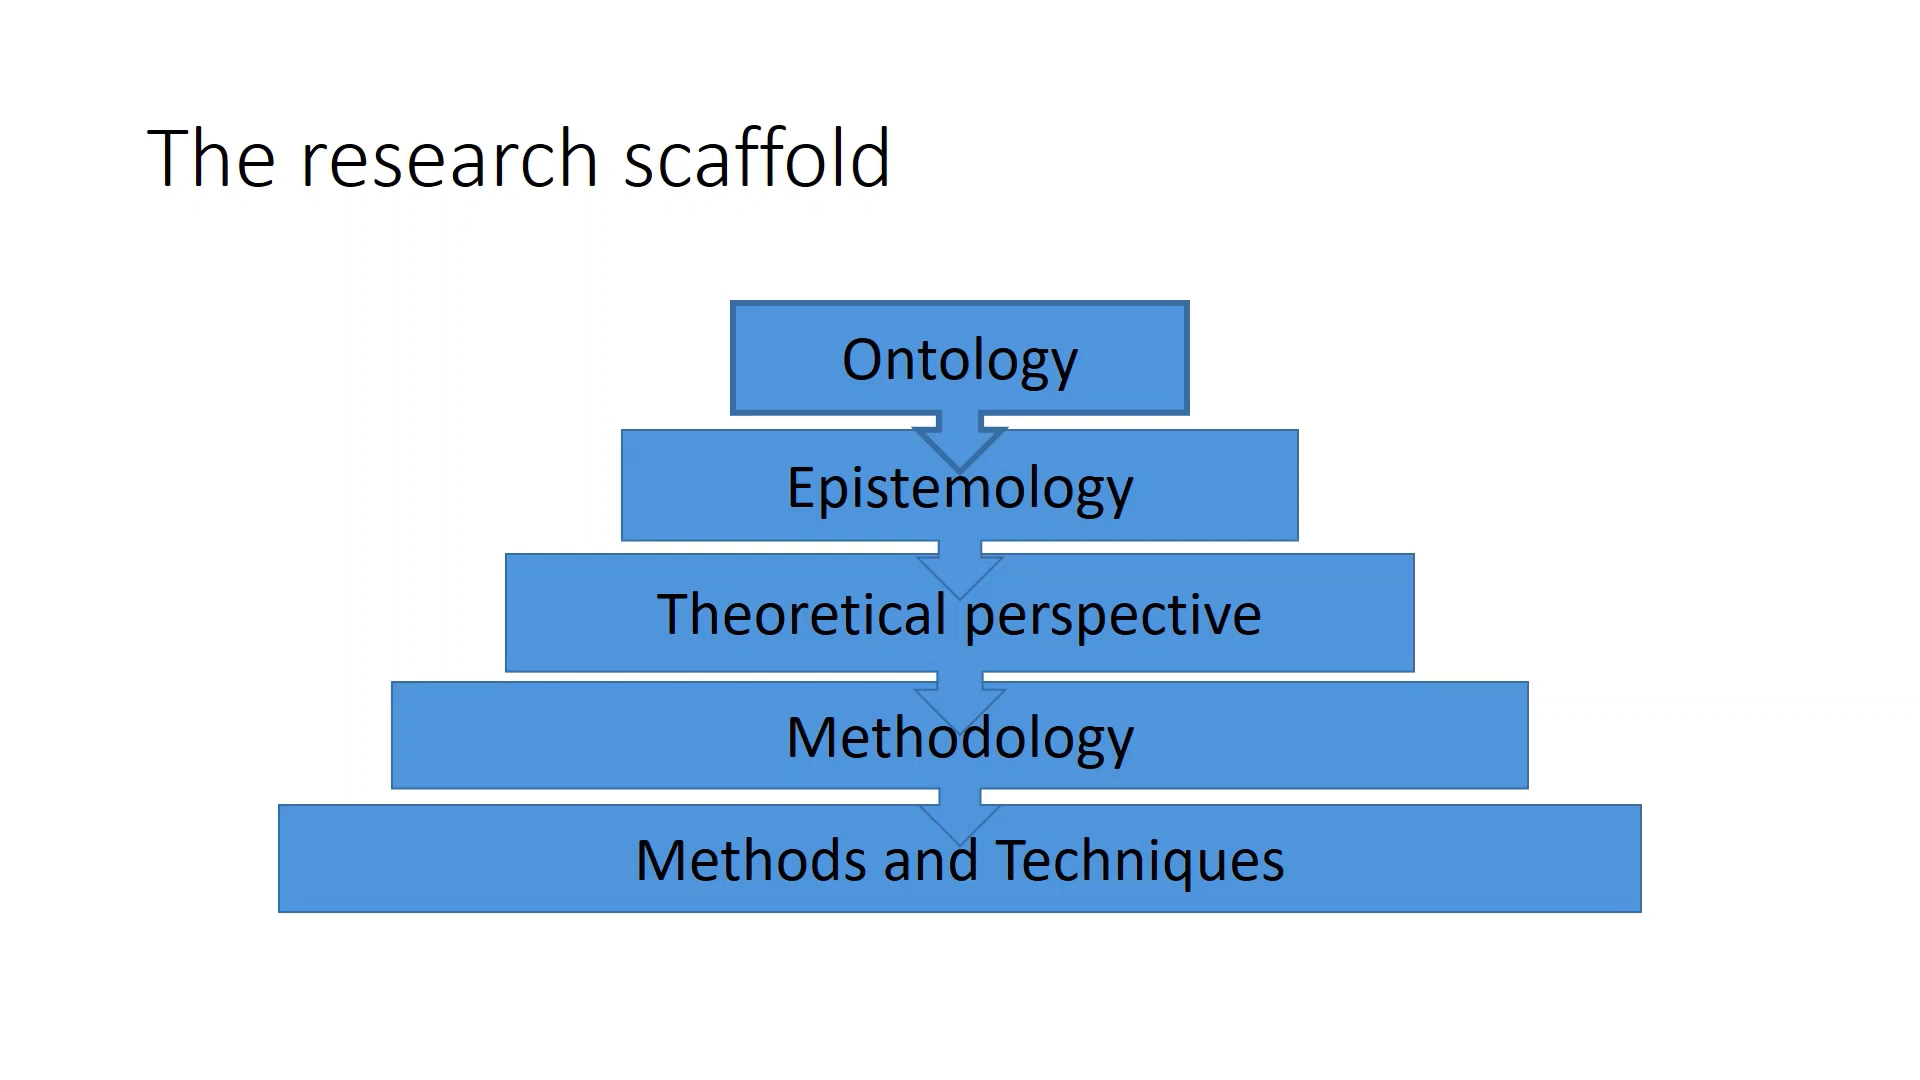 The research scaffold
Ontology
Epistemology
Theoretical perspective
Methodology
Methods and Techniques